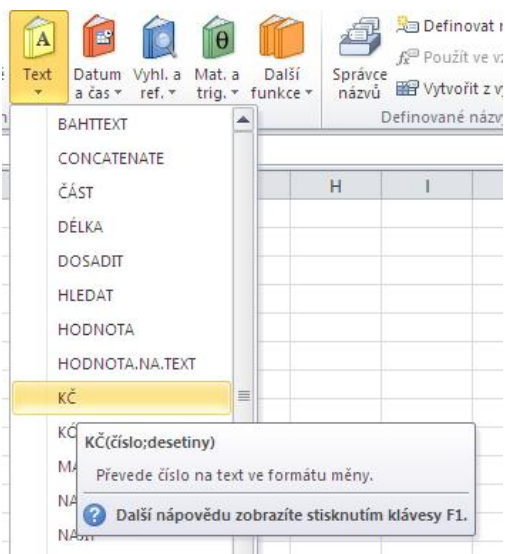 Definovat
Použít ve
Vytvořit z
Text
Datum
a čas
Vyhl. a
ref.
Mat. a
trig.
Další
funkce
Správce
názvů
Definované názvy
BAHTTEXT
CONCATENATE
ČÁST
DÉLKA
DOSADIT
HLEDAT
HODNOTA
HODNOTA.NA.TEXT
KČ
H
I
KČ(číslo;desetiny)
Převede číslo na text ve formátu měny.
Další nápovědu zobrazíte stisknutím klávesy F1.